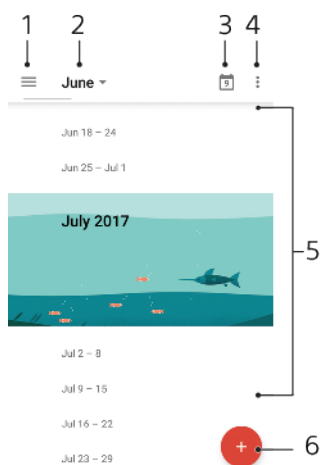 1 2 3 4
June 9
Jun 18 – 24
Jun 25 – Jul 1
July 2017
5
Jul 2 – 8
Jul 9 – 15
Jul 16 – 22
+ 6
Jul 23 – 29